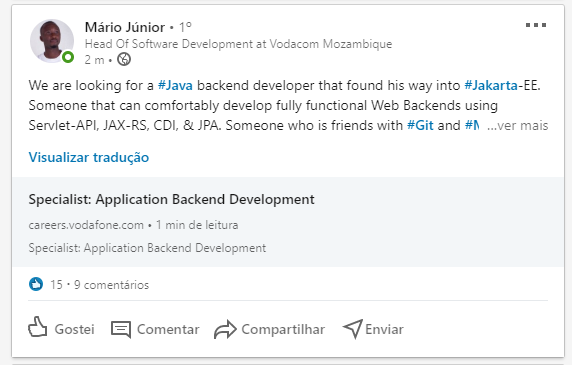 Mário Júnior • 1º
Head Of Software Development at Vodacom Mozambique
2 m •
We are looking for a #Java backend developer that found his way into #Jakarta-EE.
Someone that can comfortably develop fully functional Web Backends using
Servlet-API, JAX-RS, CDI, & JPA. Someone who is friends with #Git and #M ...ver mais
Visualizar tradução
Specialist: Application Backend Development
careers.vodafone.com • 1 min de leitura
Specialist: Application Backend Development
15 • 9 comentários
Gostei Comentar Compartilhar Enviar